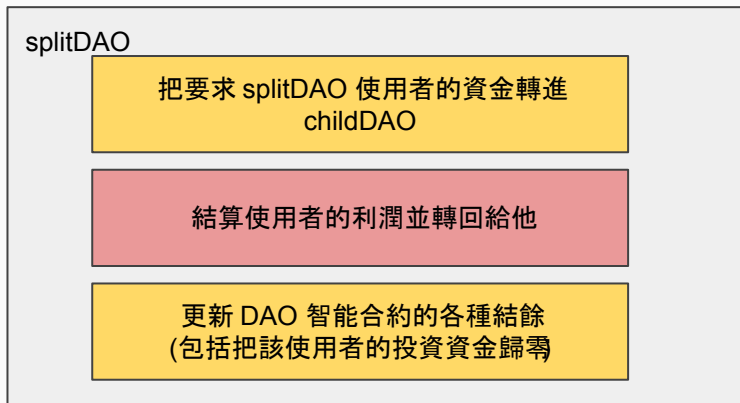 splitDAO
把要求 splitDAO 使用者的資金轉進
childDAO
結算使用者的利潤並轉回給他
更新 DAO 智能合約的各種結餘
(包括把該使用者的投資資金歸零)